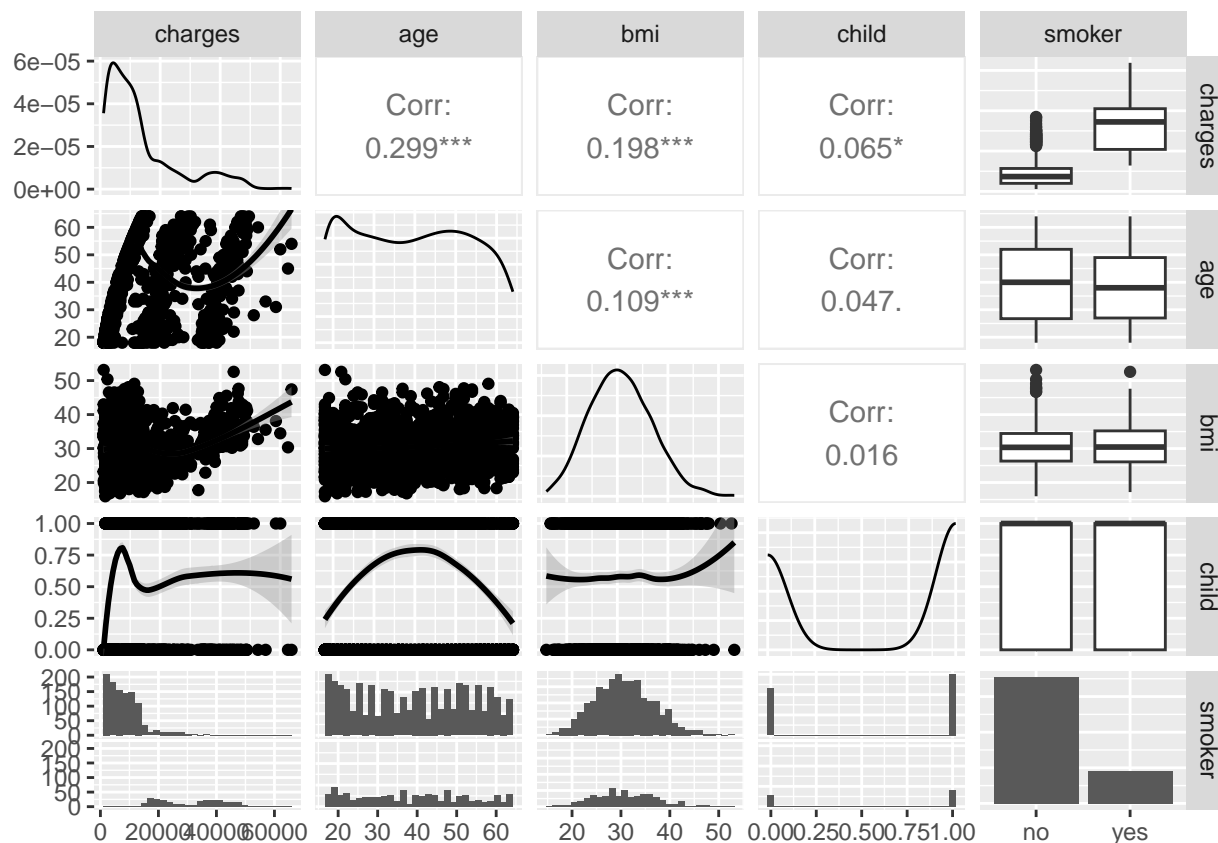 charges age bmi child smoker
6e-05
4e-05
2e-05
0e+00
Corr:
0.299***
Corr:
0.198***
Corr:
0.065*
charges
60
50
40
30
20
Corr:
0.109***
Corr:
0.047.
age
50
40
30
20
Corr:
0.016
bmi
1.00
0.75
0.50
0.25
0.00
child
200
150
100
50
0
200
150
100
50
0
smoker
0 20000 40000 60000
20 30 40 50 60
20 30 40 50
0.00 0.25 0.50 0.75 1.00
no yes